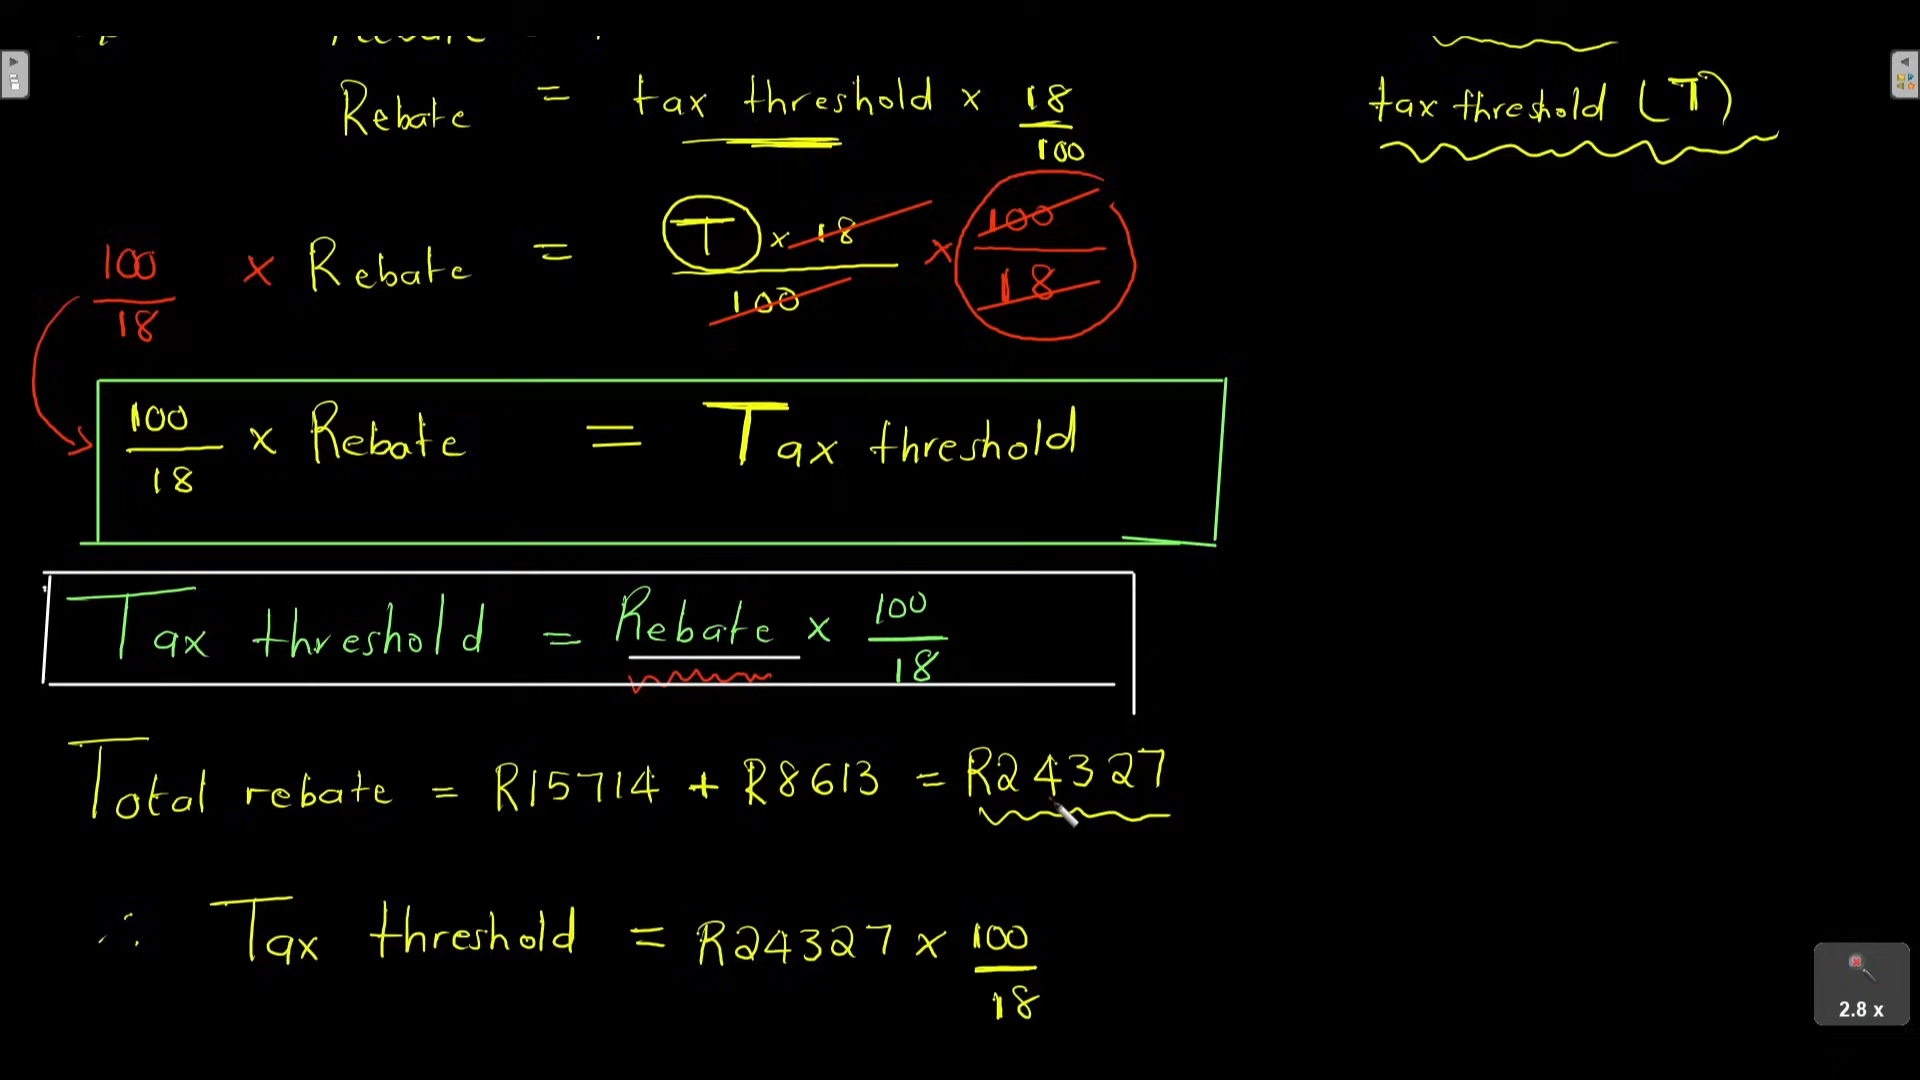 Rebate = tax threshold × 18/100
tax threshold (T)
100/18 × Rebate = T × 18/100 × 100/18
100/18 × Rebate = Tax threshold
Tax threshold = Rebate × 100/18
Total rebate = R15714 + R8613 = R24327
∴ Tax threshold = R24327 × 100/18
2.8 x